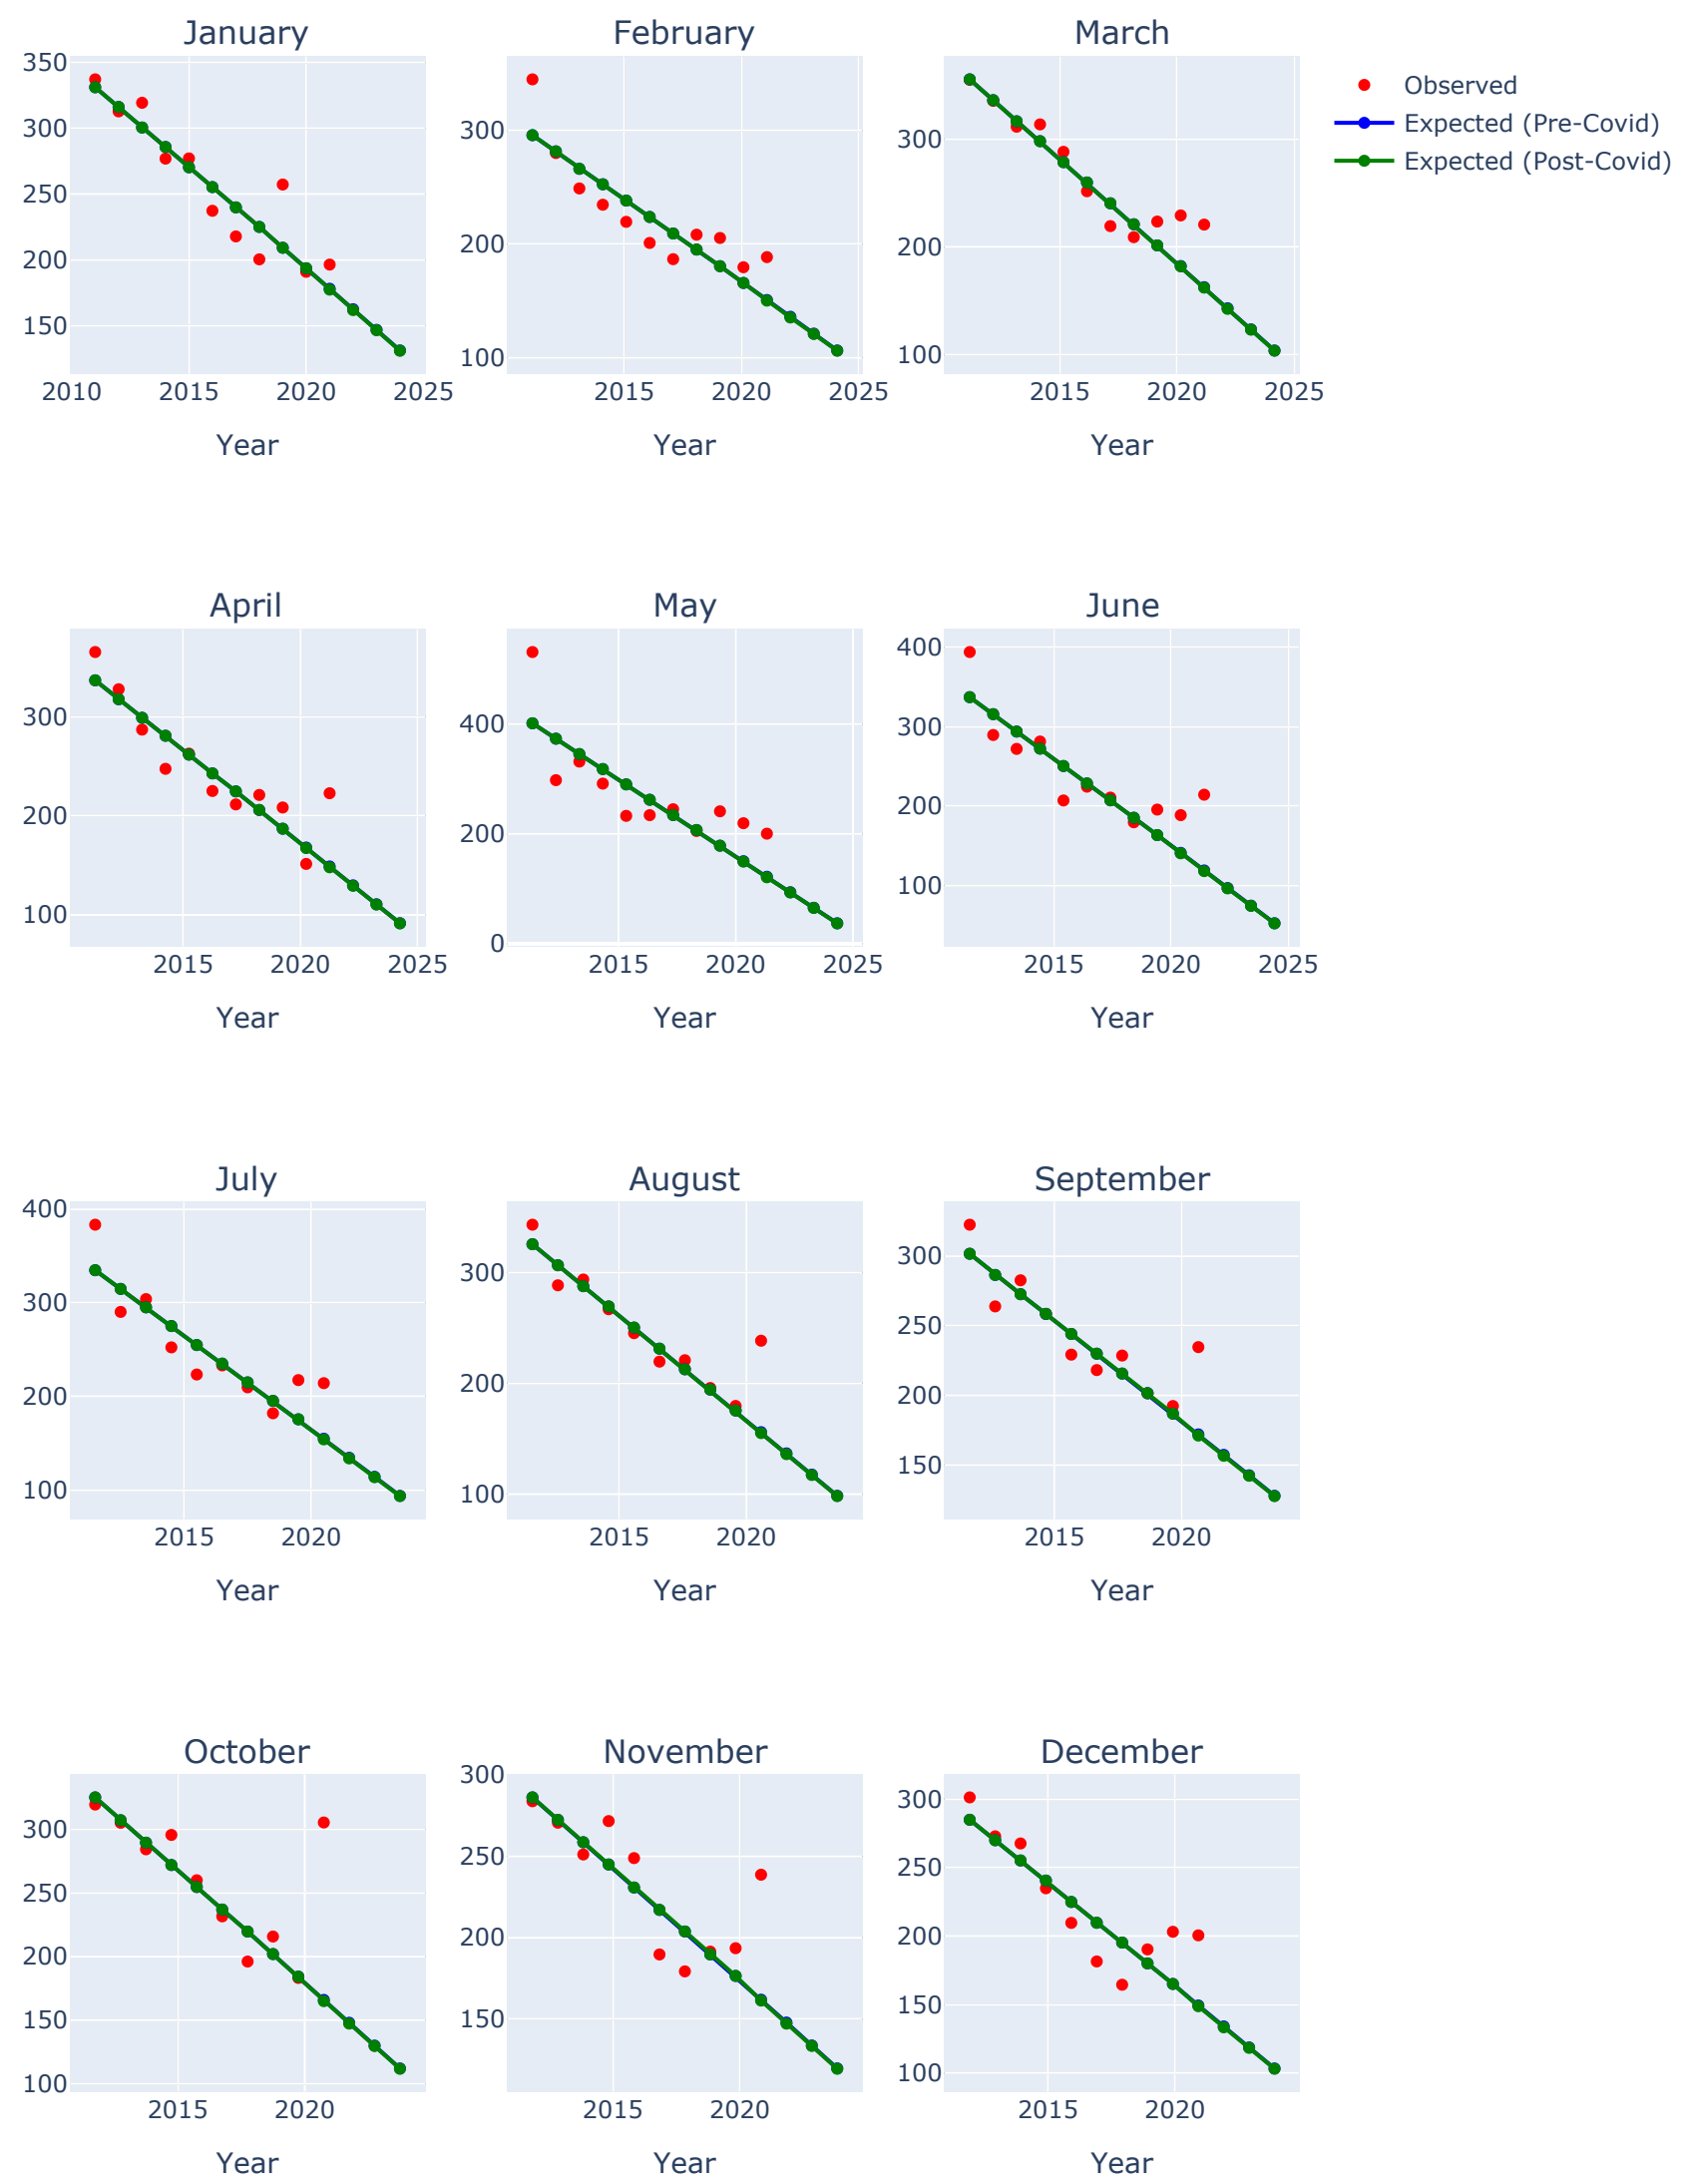 January
February
March
Observed
Expected (Pre-Covid)
Expected (Post-Covid)
350
300
250
200
150
300
200
100
300
200
100
2010 2015 2020 2025
2015 2020 2025
2015 2020 2025
Year
Year
Year
April
May
June
300
200
100
400
200
0
400
300
200
100
2015 2020 2025
2015 2020 2025
2015 2020 2025
Year
Year
Year
July
August
September
400
300
200
100
300
200
100
300
250
200
150
2015 2020
2015 2020
2015 2020
Year
Year
Year
October
November
December
300
250
200
150
100
300
250
200
150
300
250
200
150
100
2015 2020
2015 2020
2015 2020
Year
Year
Year